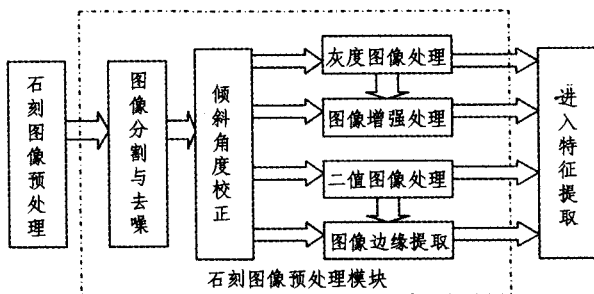 石刻图像预处理
图像分割与去噪
倾斜角度校正
灰度图像处理
图像增强处理
二值图像处理
图像边缘提取
进入特征提取
石刻图像预处理模块